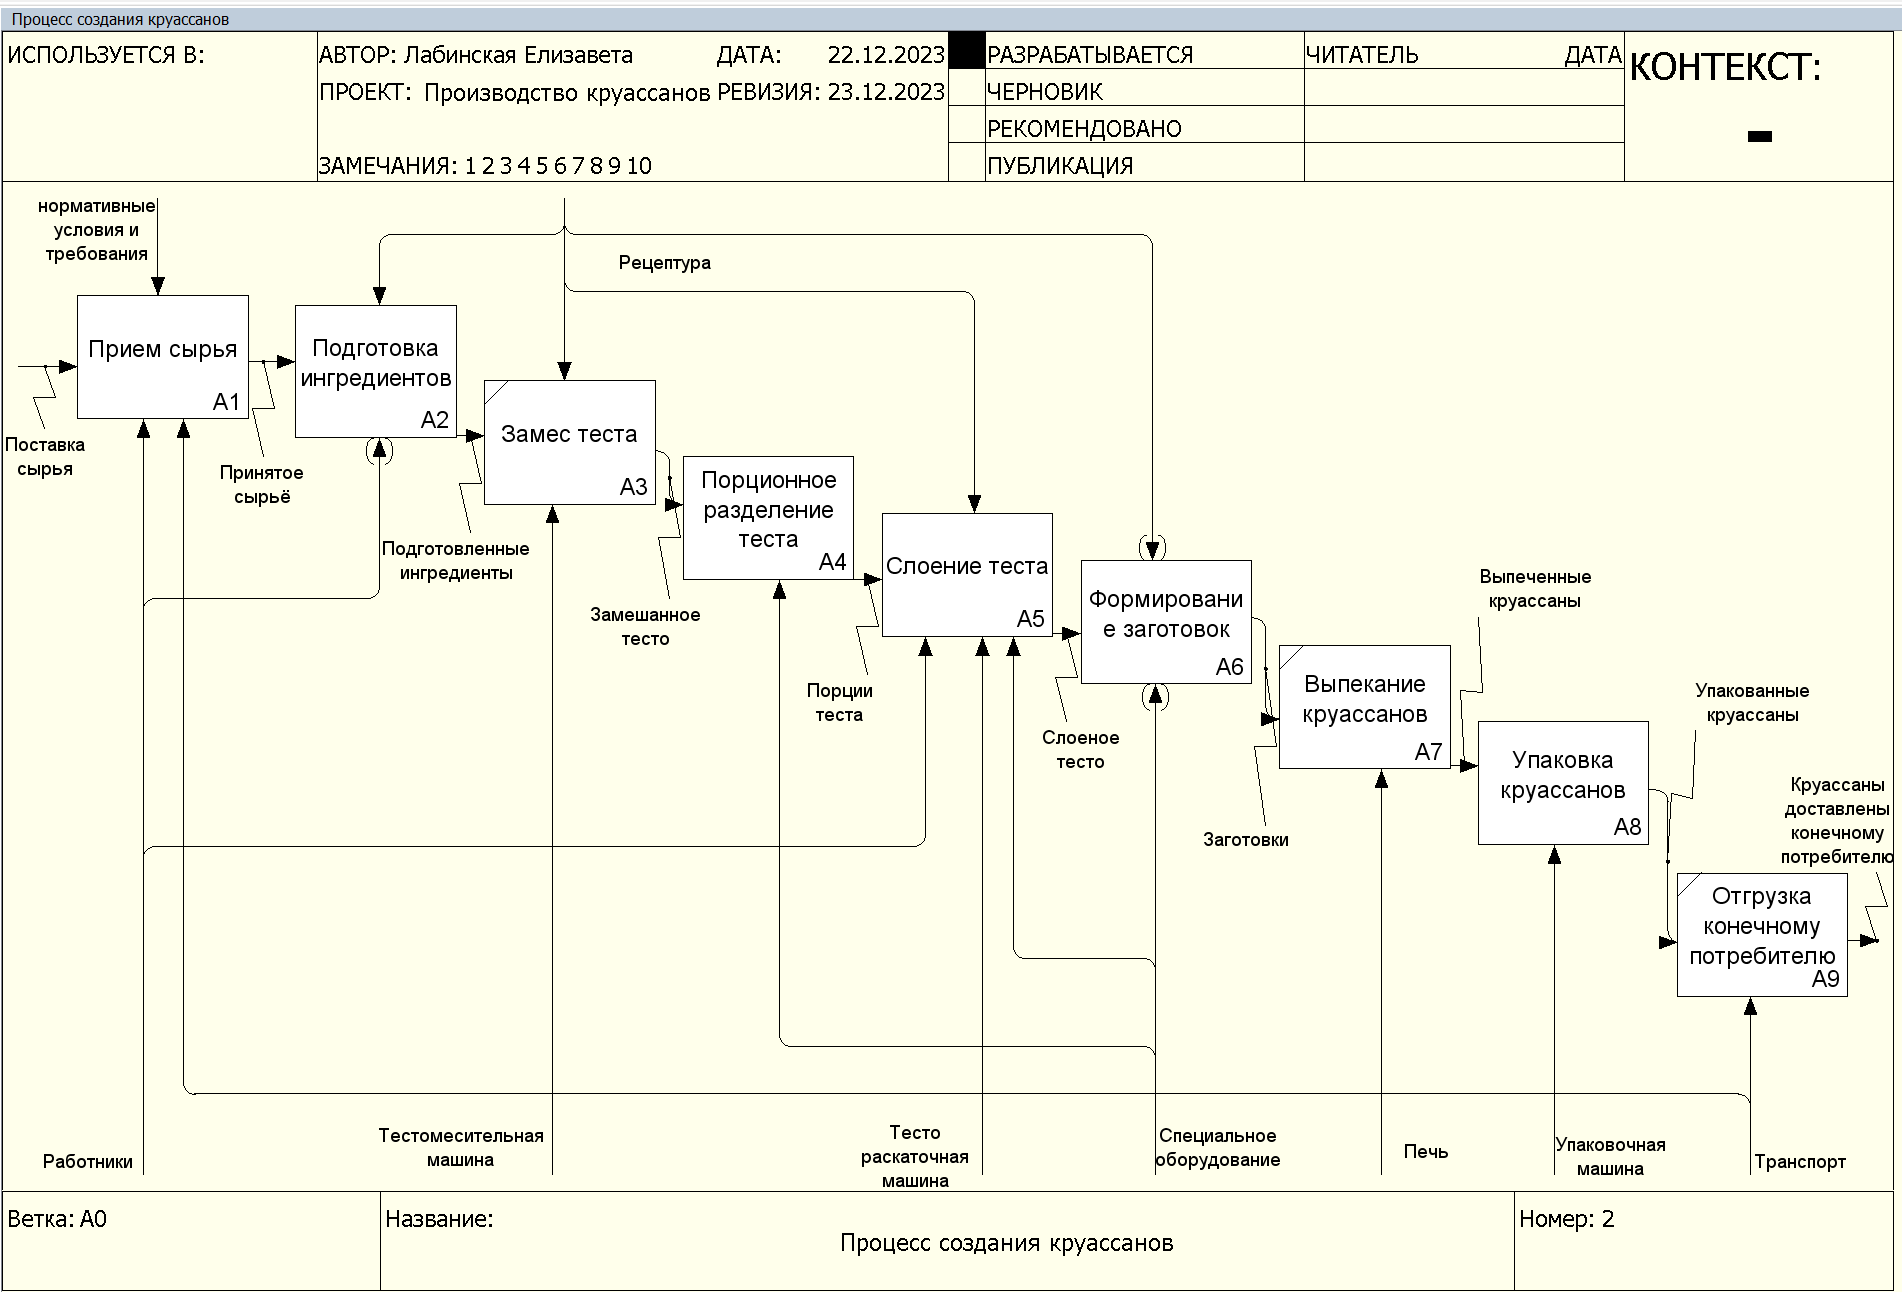 Процесс создания круассанов
ИСПОЛЬЗУЕТСЯ В:
АВТОР: Лабинская Елизавета
ДАТА: 22.12.2023
ПРОЕКТ: Производство круассанов
РЕВИЗИЯ: 23.12.2023
ЗАМЕЧАНИЯ: 1 2 3 4 5 6 7 8 9 10
РАЗРАБАТЫВАЕТСЯ
ЧЕРНОВИК
РЕКОМЕНДОВАНО
ПУБЛИКАЦИЯ
ЧИТАТЕЛЬ
ДАТА
КОНТЕКСТ:
нормативные
условия и
требования
Рецептура
Прием сырья
A1
Поставка
сырья
Принятое
сырьё
Подготовка
ингредиентов
A2
Подготовленные
ингредиенты
Замес теста
A3
Замешанное
тесто
Порционное
разделение
теста
A4
Порции
теста
Слоение теста
A5
Слоеное
тесто
Формировани
е заготовок
A6
Заготовки
Выпекание
круассанов
A7
Выпеченные
круассаны
Упаковка
круассанов
A8
Упакованные
круассаны
Отгрузка
конечному
потребителю
A9
Круассаны
доставлены
конечному
потребителю
Работники
Тестомесительная
машина
Тесто
раскаточная
машина
Специальное
оборудование
Печь
Упаковочная
машина
Транспорт
Ветка: A0
Название:
Процесс создания круассанов
Номер: 2